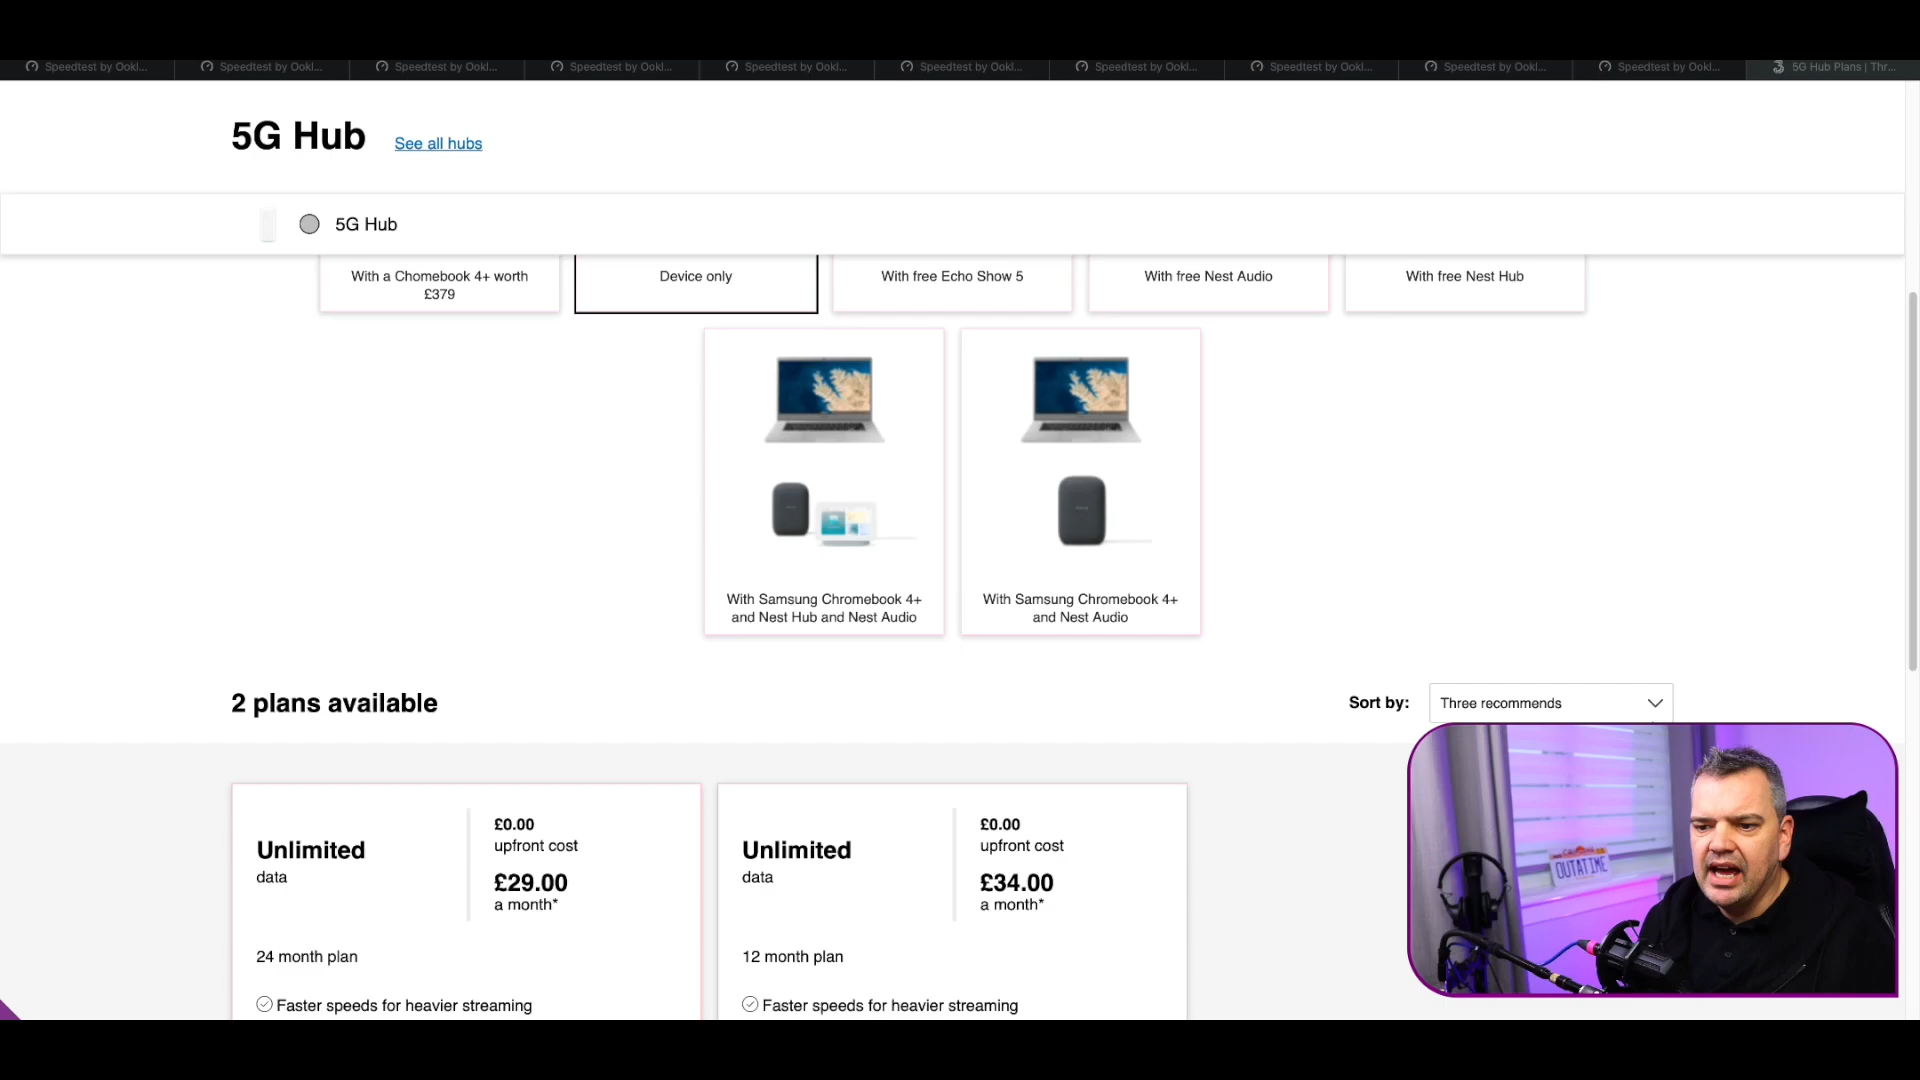 Speedtest by Ookl... Speedtest by Ookl... Speedtest by Ookl... Speedtest by Ookl... Speedtest by Ookl... Speedtest by Ookl... Speedtest by Ookl... Speedtest by Ookl... Speedtest by Ookl... Speedtest by Ookl... 5G Hub Plans | Thr...
5G Hub See all hubs
5G Hub
With a Chomebook 4+ worth
£379
Device only
With free Echo Show 5
With free Nest Audio
With free Nest Hub
With Samsung Chromebook 4+
and Nest Hub and Nest Audio
With Samsung Chromebook 4+
and Nest Audio
2 plans available
Sort by: Three recommends
Unlimited
data
£0.00
upfront cost
£29.00
a month*
24 month plan
Faster speeds for heavier streaming
Unlimited
data
£0.00
upfront cost
£34.00
a month*
12 month plan
Faster speeds for heavier streaming
OUTATIME